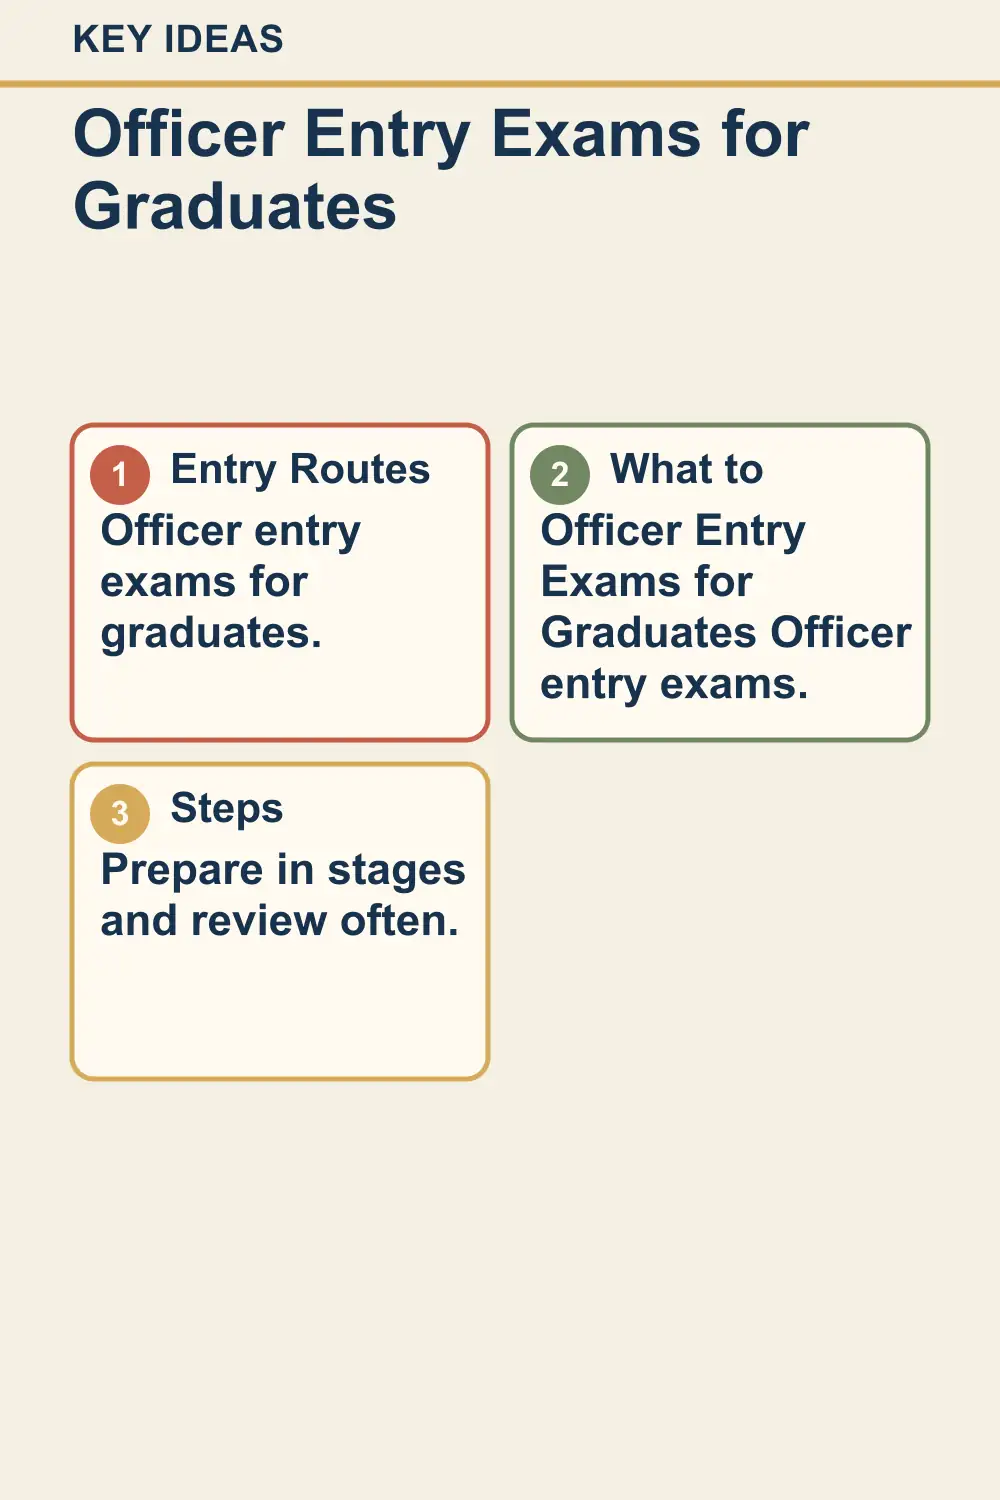 KEY IDEAS
Officer Entry Exams for
Graduates
1 Entry Routes
Officer entry
exams for
graduates.
2 What to
Officer Entry
Exams for
Graduates Officer
entry exams.
3 Steps
Prepare in stages
and review often.